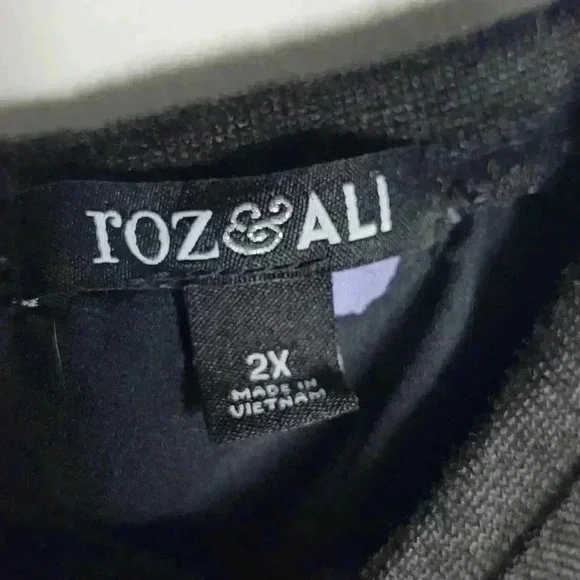 roz & ALI
2X
MADE IN
VIETNAM